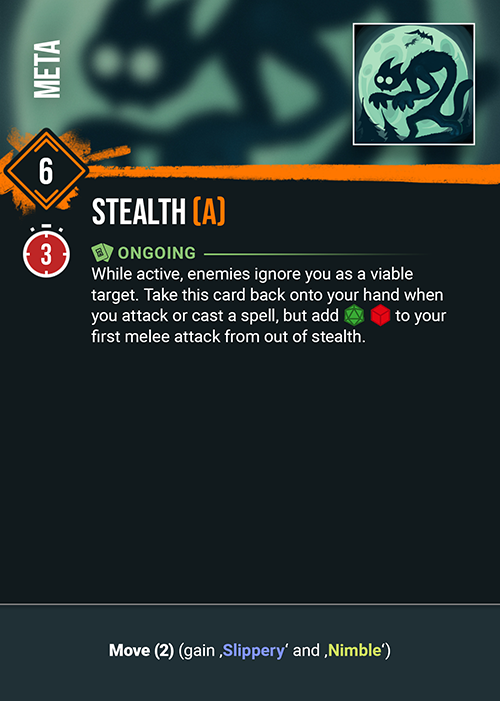 META
6
STEALTH (A)
3
ONGOING
While active, enemies ignore you as a viable
target. Take this card back onto your hand when
you attack or cast a spell, but add to your
first melee attack from out of stealth.
Move (2) (gain ‚Slippery‘ and ‚Nimble‘)